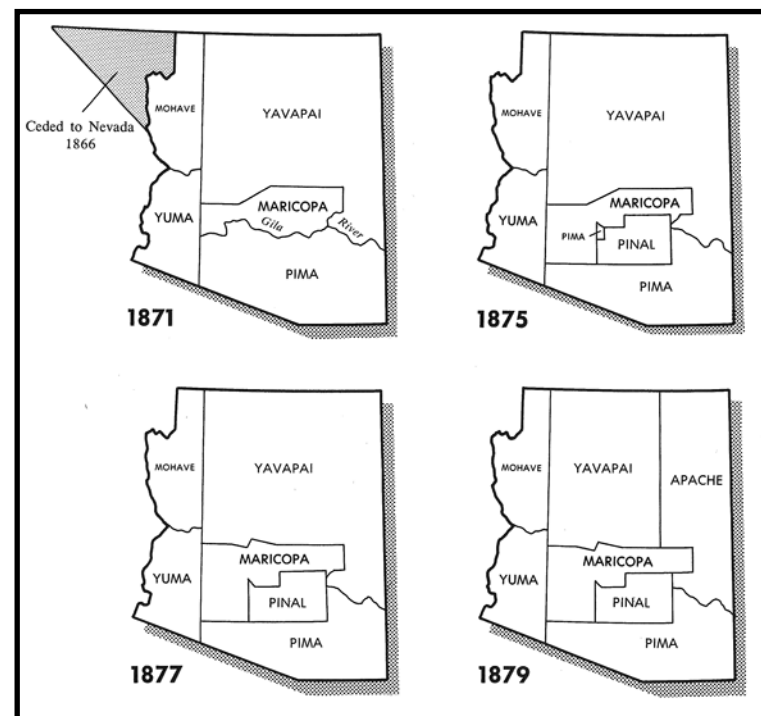 Ceded to Nevada
1866
MOHAVE
YAVAPAI
YUMA
MARICOPA
Gila
River
PIMA
1871
MOHAVE
YAVAPAI
YUMA
MARICOPA
PIMA
PINAL
PIMA
1875
MOHAVE
YAVAPAI
MARICOPA
YUMA
PINAL
PIMA
1877
MOHAVE
YAVAPAI
APACHE
MARICOPA
YUMA
PINAL
PIMA
1879